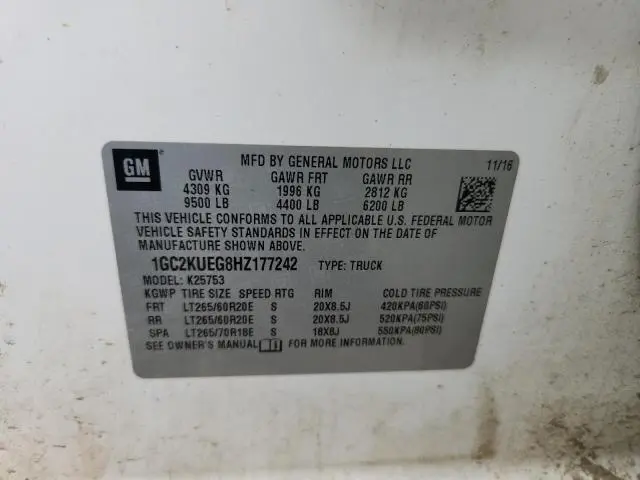 GM
MFD BY GENERAL MOTORS LLC 11/16
GVWR GAWR FRT GAWR RR
4309 KG 1996 KG 2812 KG
9500 LB 4400 LB 6200 LB
THIS VEHICLE CONFORMS TO ALL APPLICABLE U.S. FEDERAL MOTOR
VEHICLE SAFETY STANDARDS IN EFFECT ON THE DATE OF
MANUFACTURE SHOWN ABOVE.
1GC2KUEG8HZ177242 TYPE: TRUCK
MODEL: K25753
KGWP TIRE SIZE SPEED RTG RIM COLD TIRE PRESSURE
FRT LT265/60R20E S 20X8.5J 420KPA(60PSI)
RR LT265/60R20E S 20X8.5J 520KPA(75PSI)
SPA LT265/70R18E S 18X8J 550KPA(80PSI)
SEE OWNER'S MANUAL FOR MORE INFORMATION.